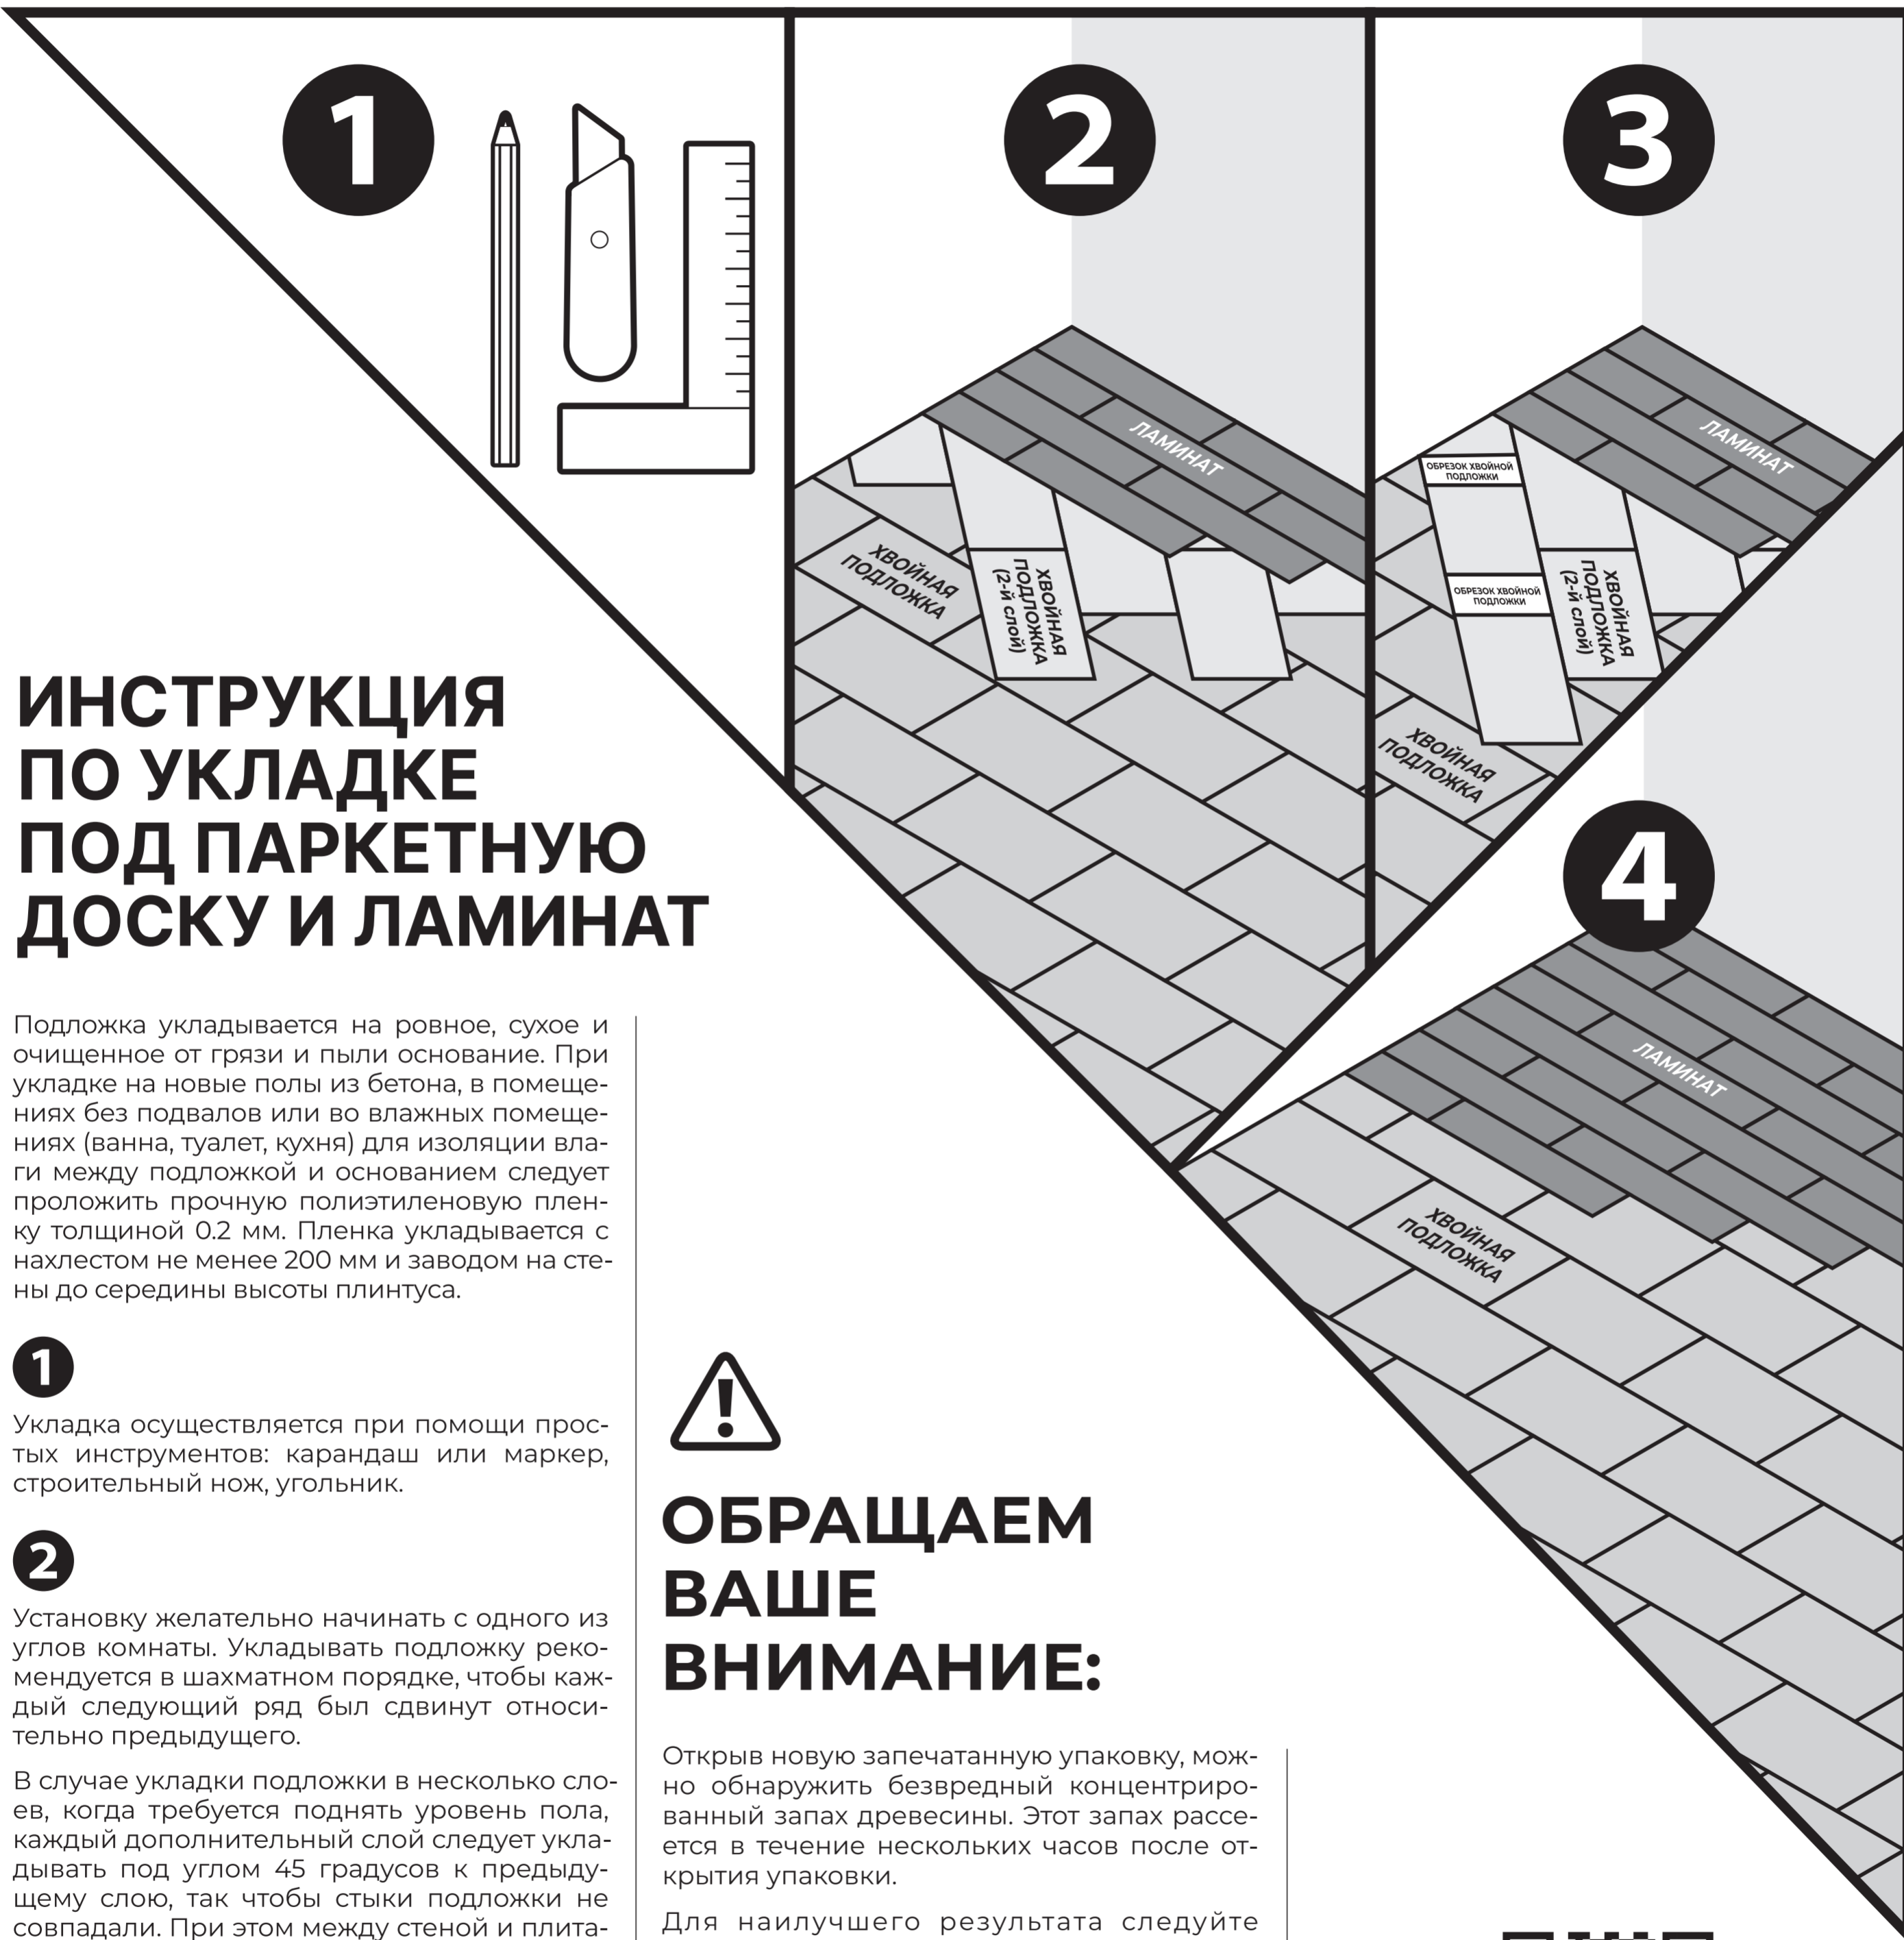 1
2
3
ЛАМИНАТ
ХВОЙНАЯ
ПОДЛОЖКА
ХВОЙНАЯ
ПОДЛОЖКА
(2-й слой)
ЛАМИНАТ
ОБРЕЗОК ХВОЙНОЙ
ПОДЛОЖКИ
ОБРЕЗОК ХВОЙНОЙ
ПОДЛОЖКИ
ХВОЙНАЯ
ПОДЛОЖКА
(2-й слой)
ХВОЙНАЯ
ПОДЛОЖКА
4
ЛАМИНАТ
ХВОЙНАЯ
ПОДЛОЖКА
ИНСТРУКЦИЯ
ПО УКЛАДКЕ
ПОД ПАРКЕТНУЮ
ДОСКУ И ЛАМИНАТ
Подложка укладывается на ровное, сухое и
очищенное от грязи и пыли основание. При
укладке на новые полы из бетона, в помеще-
ниях без подвалов или во влажных помеще-
ниях (ванна, туалет, кухня) для изоляции вла-
ги между подложкой и основанием следует
проложить прочную полиэтиленовую плен-
ку толщиной 0.2 мм. Пленка укладывается с
нахлестом не менее 200 мм и заводом на сте-
ны до середины высоты плинтуса.
1
Укладка осуществляется при помощи прос-
тых инструментов: карандаш или маркер,
строительный нож, угольник.
2
Установку желательно начинать с одного из
углов комнаты. Укладывать подложку реко-
мендуется в шахматном порядке, чтобы каж-
дый следующий ряд был сдвинут относи-
тельно предыдущего.
В случае укладки подложки в несколько сло-
ев, когда требуется поднять уровень пола,
каждый дополнительный слой следует укла-
дывать под углом 45 градусов к предыду-
щему слою, так чтобы стыки подложки не
совпадали. При этом между стеной и плита-
!
ОБРАЩАЕМ
ВАШЕ
ВНИМАНИЕ:
Открыв новую запечатанную упаковку, мож-
но обнаружить безвредный концентриро-
ванный запах древесины. Этот запах рассе-
ется в течение нескольких часов после от-
крытия упаковки.
Для наилучшего результата следуйте